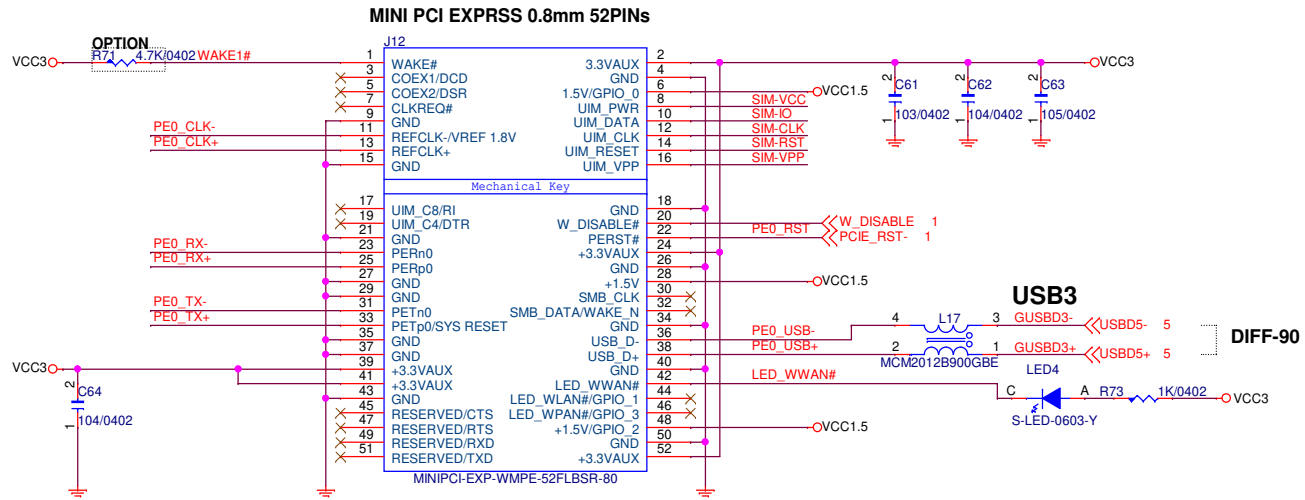 MINI PCI EXPRSS 0.8mm 52PINs
OPTION
J12
VCC3 R71 4.7K/0402 WAKE1# 1 WAKE# 3.3VAUX 2 VCC3
3 COEX1/DCD GND 4
5 COEX2/DSR 1.5V/GPIO_0 6 VCC1.5
7 CLKREQ# UIM_PWR 8 SIM-VCC
9 GND UIM_DATA 10 SIM-IO
PE0_CLK- 11 REFCLK-/VREF 1.8V UIM_CLK 12 SIM-CLK
PE0_CLK+ 13 REFCLK+ UIM_RESET 14 SIM-RST
15 GND UIM_VPP 16 SIM-VPP
2 C61 1 103/0402
2 C62 1 104/0402
2 C63 1 105/0402
Mechanical Key
17 UIM_C8/RI GND 18
19 UIM_C4/DTR W_DISABLE# 20 W_DISABLE 1
21 GND PERST# 22 PE0_RST PCIE_RST- 1
PE0_RX- 23 PERn0 +3.3VAUX 24
PE0_RX+ 25 PERp0 GND 26
27 GND +1.5V 28 VCC1.5
29 GND SMB_CLK 30
PE0_TX- 31 PETn0 SMB_DATA/WAKE_N 32
PE0_TX+ 33 PETp0/SYS RESET GND 34
35 GND USB_D- 36 PE0_USB-
37 GND USB_D+ 38 PE0_USB+
VCC3 39 +3.3VAUX GND 40
41 +3.3VAUX LED_WWAN# 42 LED_WWAN#
43 GND LED_WLAN#/GPIO_1 44
45 RESERVED/CTS LED_WPAN#/GPIO_3 46
47 RESERVED/RTS +1.5V/GPIO_2 48 VCC1.5
49 RESERVED/RXD GND 50
51 RESERVED/TXD +3.3VAUX 52
MINIPCI-EXP-WMPE-52FLBSR-80
2 C64
1 104/0402
USB3
4 L17 3 GUSBD3- USBD5- 5
DIFF-90
2 1 GUSBD3+ USBD5+ 5
MCM2012B900GBE
LED4
C A R73 1K/0402 VCC3
S-LED-0603-Y